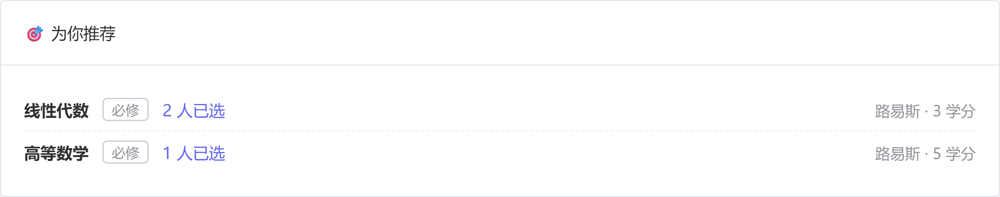 为你推荐
线性代数 必修 2 人已选 路易斯 · 3 学分
高等数学 必修 1 人已选 路易斯 · 5 学分